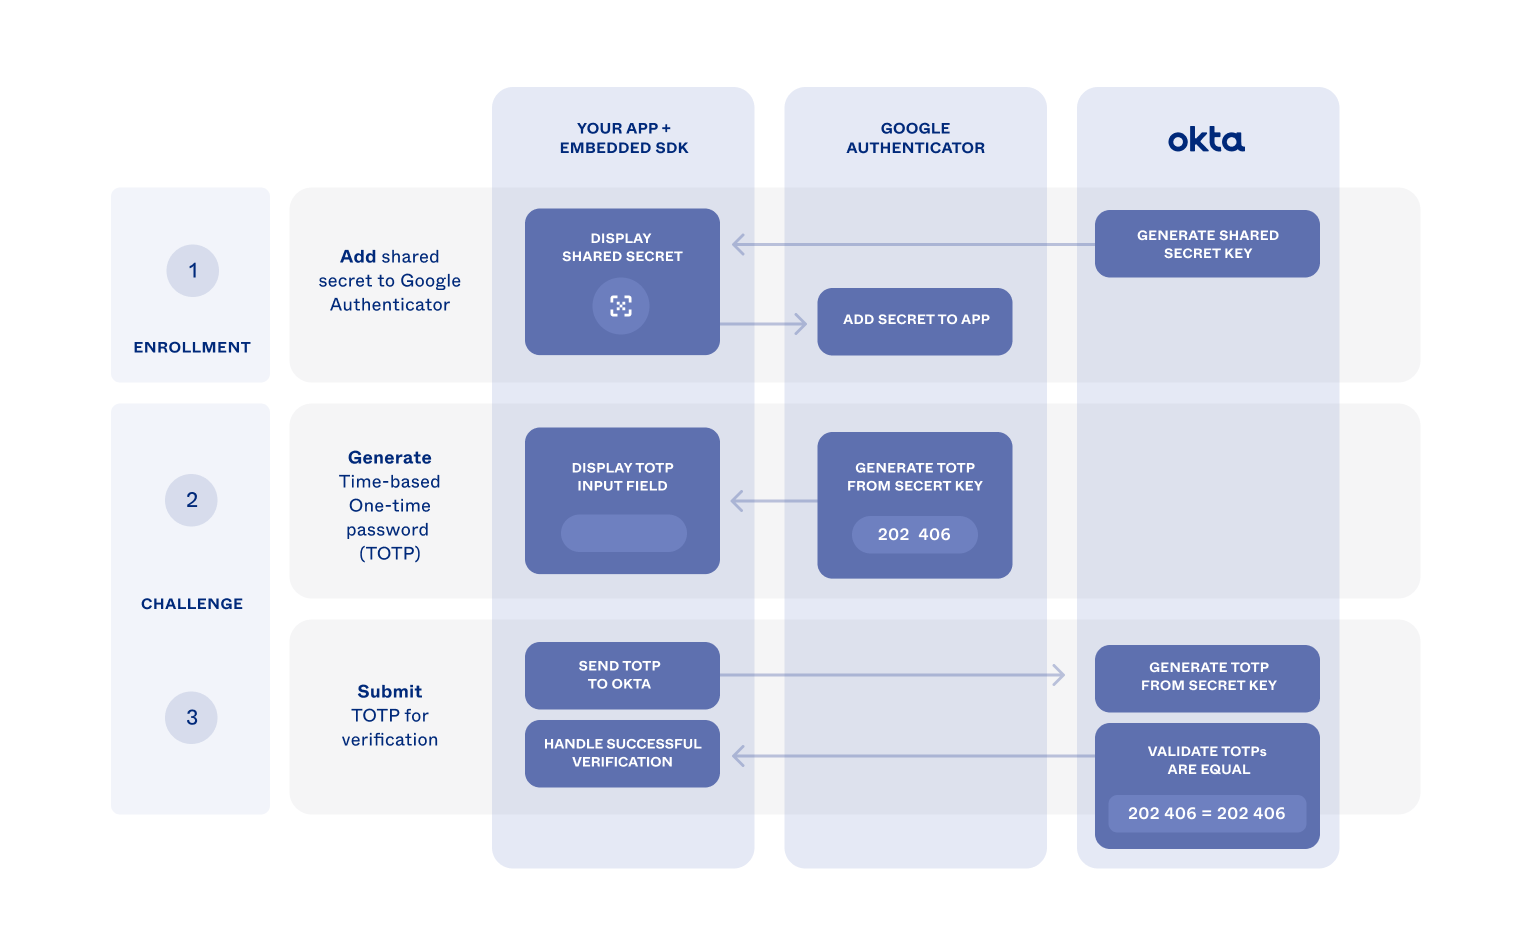 YOUR APP +
EMBEDDED SDK
GOOGLE
AUTHENTICATOR
okta
1
ENROLLMENT
Add shared
secret to Google
Authenticator
DISPLAY
SHARED SECRET
GENERATE SHARED
SECRET KEY
ADD SECRET TO APP
2
CHALLENGE
Generate
Time-based
One-time
password
(TOTP)
DISPLAY TOTP
INPUT FIELD
GENERATE TOTP
FROM SECERT KEY
202 406
3
Submit
TOTP for
verification
SEND TOTP
TO OKTA
GENERATE TOTP
FROM SECRET KEY
HANDLE SUCCESSFUL
VERIFICATION
VALIDATE TOTPs
ARE EQUAL
202 406 = 202 406